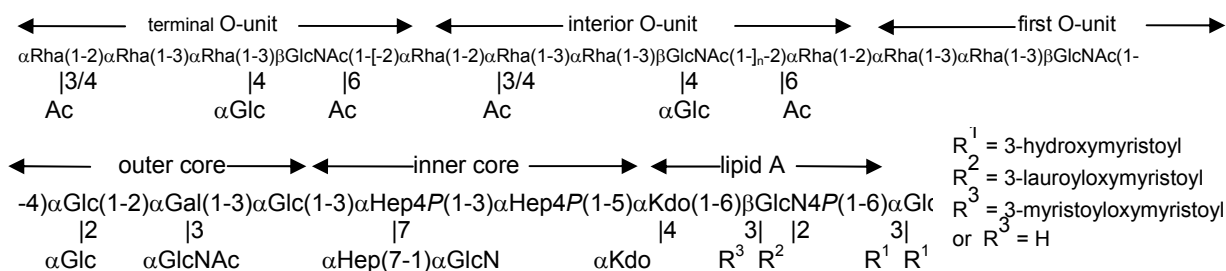 terminal O-unit interior O-unit first O-unit
αRha(1-2)αRha(1-3)αRha(1-3)βGlcNAc(1-[-2)αRha(1-2)αRha(1-3)αRha(1-3)βGlcNAc(1-]n-2)αRha(1-2)αRha(1-3)αRha(1-3)βGlcNAc(1-
|3/4 |4 |6 |3/4 |4 |6
Ac αGlc Ac Ac αGlc Ac
outer core inner core lipid A
-4)αGlc(1-2)αGal(1-3)αGlc(1-3)αHep4P(1-3)αHep4P(1-5)αKdo(1-6)βGlcN4P(1-6)αGlc
|2 |3 |7 |4 3| |2 3|
αGlc αGlcNAc αHep(7-1)αGlcN αKdo R³ R² R¹ R¹
R¹ = 3-hydroxymyristoyl
R² = 3-lauroyloxymyristoyl
R³ = 3-myristoyloxymyristoyl
or R³ = H